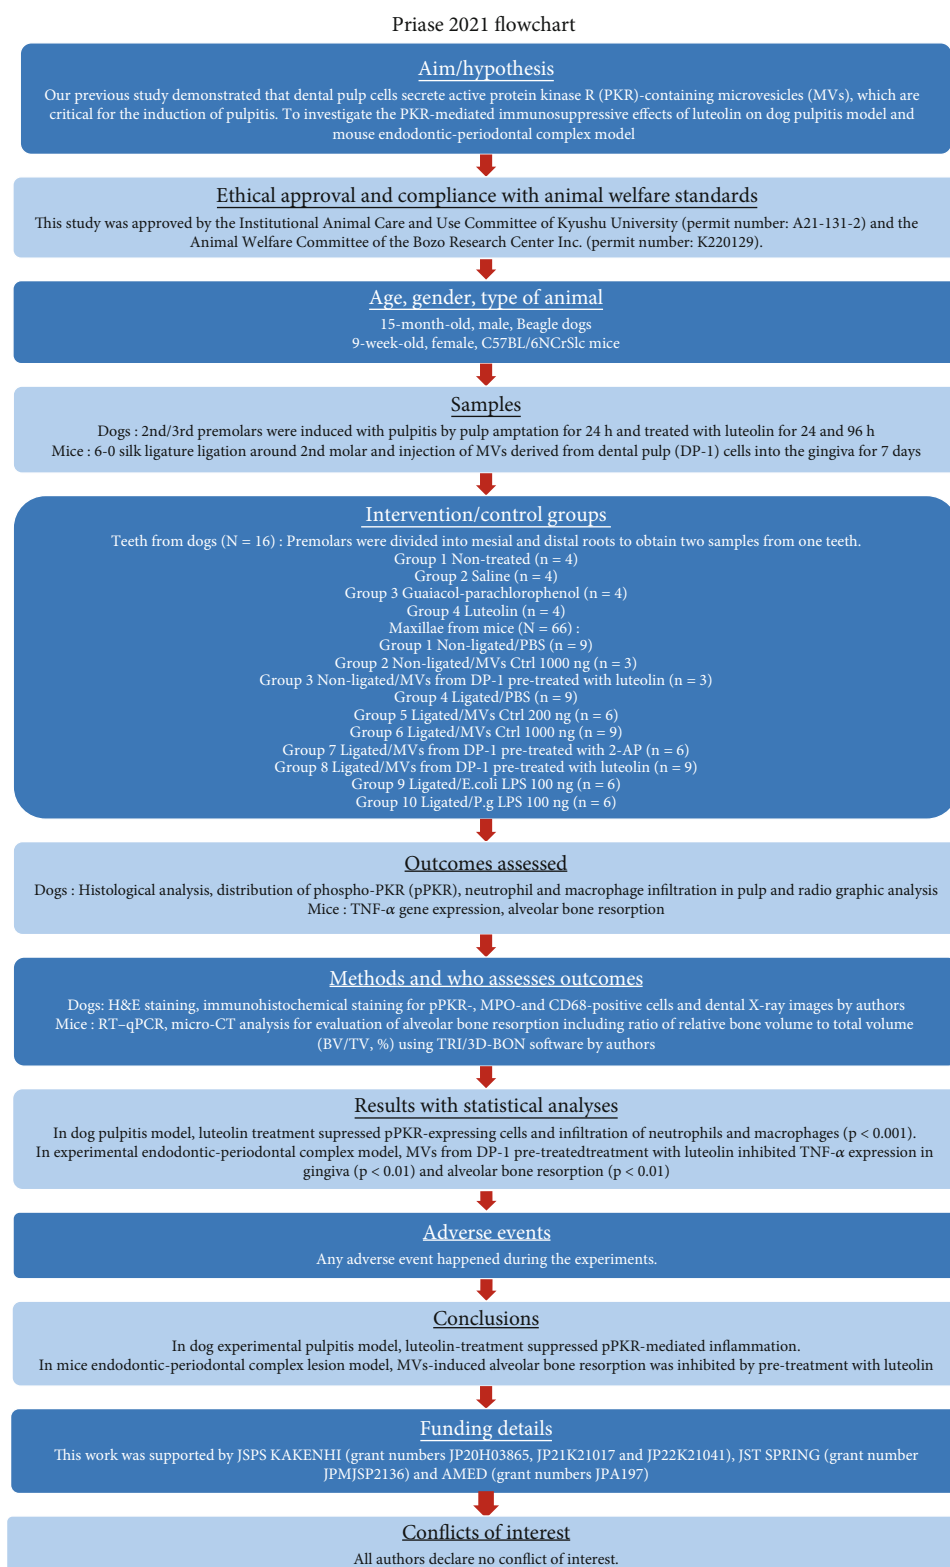 Priase 2021 flowchart
Aim/hypothesis
Our previous study demonstrated that dental pulp cells secrete active protein kinase R (PKR)-containing microvesicles (MVs), which are
critical for the induction of pulpitis. To investigate the PKR-mediated immunosuppressive effects of luteolin on dog pulpitis model and
mouse endodontic-periodontal complex model
Ethical approval and compliance with animal welfare standards
This study was approved by the Institutional Animal Care and Use Committee of Kyushu University (permit number: A21-131-2) and the
Animal Welfare Committee of the Bozo Research Center Inc. (permit number: K220129).
Age, gender, type of animal
15-month-old, male, Beagle dogs
9-week-old, female, C57BL/6NCrSlc mice
Samples
Dogs : 2nd/3rd premolars were induced with pulpitis by pulp amptation for 24 h and treated with luteolin for 24 and 96 h
Mice : 6-0 silk ligature ligation around 2nd molar and injection of MVs derived from dental pulp (DP-1) cells into the gingiva for 7 days
Intervention/control groups
Teeth from dogs (N = 16) : Premolars were divided into mesial and distal roots to obtain two samples from one teeth.
Group 1 Non-treated (n = 4)
Group 2 Saline (n = 4)
Group 3 Guaiacol-parachlorophenol (n = 4)
Group 4 Luteolin (n = 4)
Maxillae from mice (N = 66) :
Group 1 Non-ligated/PBS (n = 9)
Group 2 Non-ligated/MVs Ctrl 1000 ng (n = 3)
Group 3 Non-ligated/MVs from DP-1 pre-treated with luteolin (n = 3)
Group 4 Ligated/PBS (n = 9)
Group 5 Ligated/MVs Ctrl 200 ng (n = 6)
Group 6 Ligated/MVs Ctrl 1000 ng (n = 9)
Group 7 Ligated/MVs from DP-1 pre-treated with 2-AP (n = 6)
Group 8 Ligated/MVs from DP-1 pre-treated with luteolin (n = 9)
Group 9 Ligated/E.coli LPS 100 ng (n = 6)
Group 10 Ligated/P.g LPS 100 ng (n = 6)
Outcomes assessed
Dogs : Histological analysis, distribution of phospho-PKR (pPKR), neutrophil and macrophage infiltration in pulp and radio graphic analysis
Mice : TNF-α gene expression, alveolar bone resorption
Methods and who assesses outcomes
Dogs: H&E staining, immunohistochemical staining for pPKR-, MPO-and CD68-positive cells and dental X-ray images by authors
Mice : RT–qPCR, micro-CT analysis for evaluation of alveolar bone resorption including ratio of relative bone volume to total volume
(BV/TV, %) using TRI/3D-BON software by authors
Results with statistical analyses
In dog pulpitis model, luteolin treatment supressed pPKR-expressing cells and infiltration of neutrophils and macrophages (p < 0.001).
In experimental endodontic-periodontal complex model, MVs from DP-1 pre-treatedtreatment with luteolin inhibited TNF-α expression in
gingiva (p < 0.01) and alveolar bone resorption (p < 0.01)
Adverse events
Any adverse event happened during the experiments.
Conclusions
In dog experimental pulpitis model, luteolin-treatment suppressed pPKR-mediated inflammation.
In mice endodontic-periodontal complex lesion model, MVs-induced alveolar bone resorption was inhibited by pre-treatment with luteolin
Funding details
This work was supported by JSPS KAKENHI (grant numbers JP20H03865, JP21K21017 and JP22K21041), JST SPRING (grant number
JPMJSP2136) and AMED (grant numbers JPA197)
Conflicts of interest
All authors declare no conflict of interest.